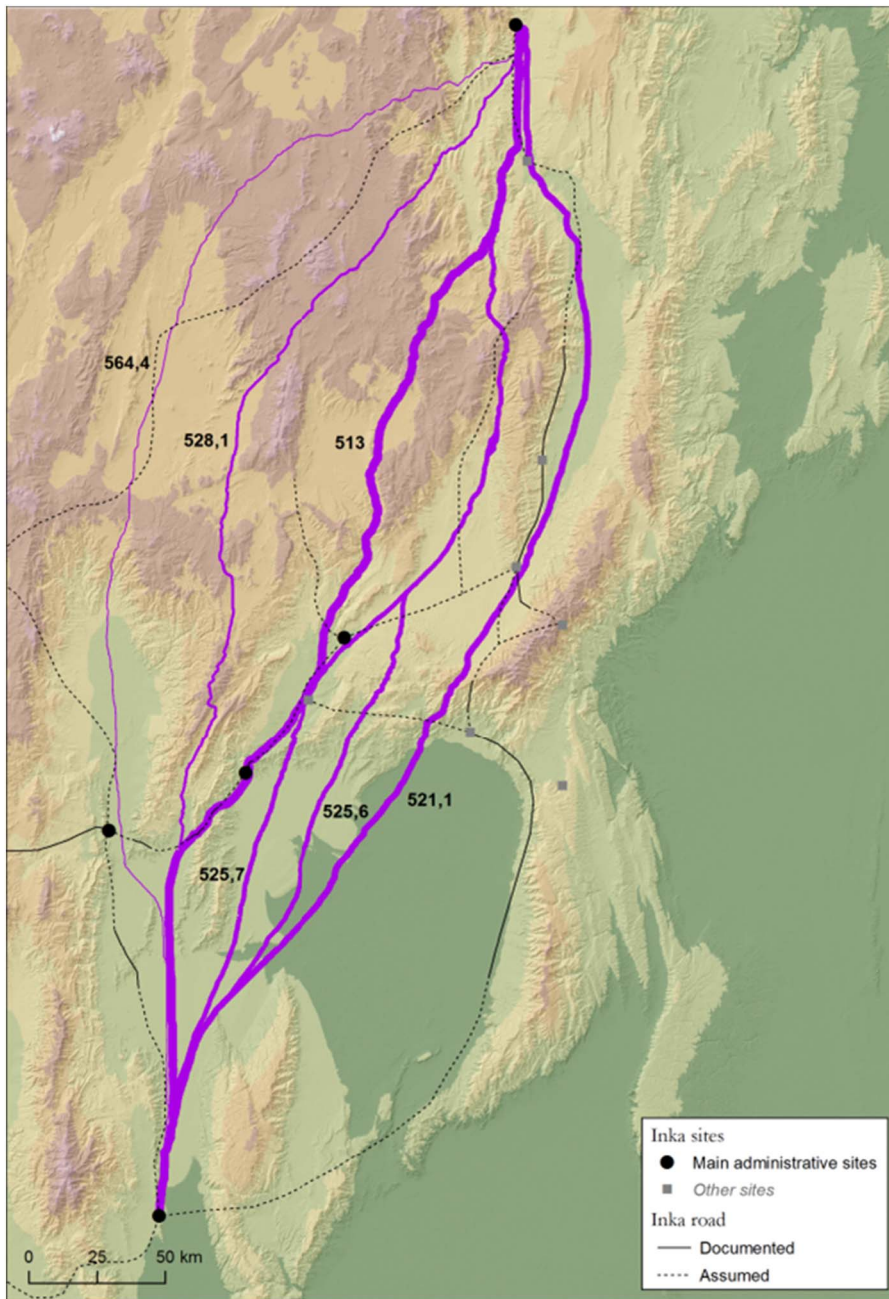 564,4
528,1
513
525,6
521,1
525,7
Inka sites
Main administrative sites
Other sites
Inka road
Documented
Assumed
0 25 50 km